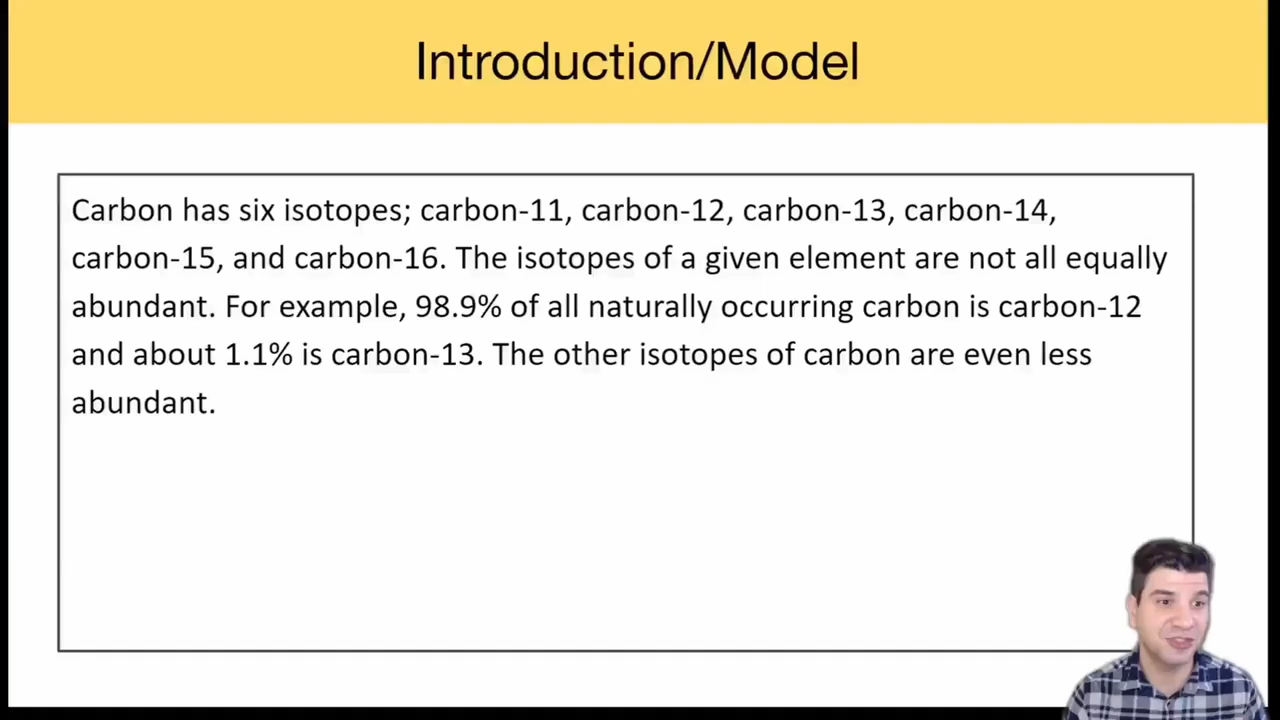 Introduction/Model
Carbon has six isotopes; carbon-11, carbon-12, carbon-13, carbon-14,
carbon-15, and carbon-16. The isotopes of a given element are not all equally
abundant. For example, 98.9% of all naturally occurring carbon is carbon-12
and about 1.1% is carbon-13. The other isotopes of carbon are even less
abundant.